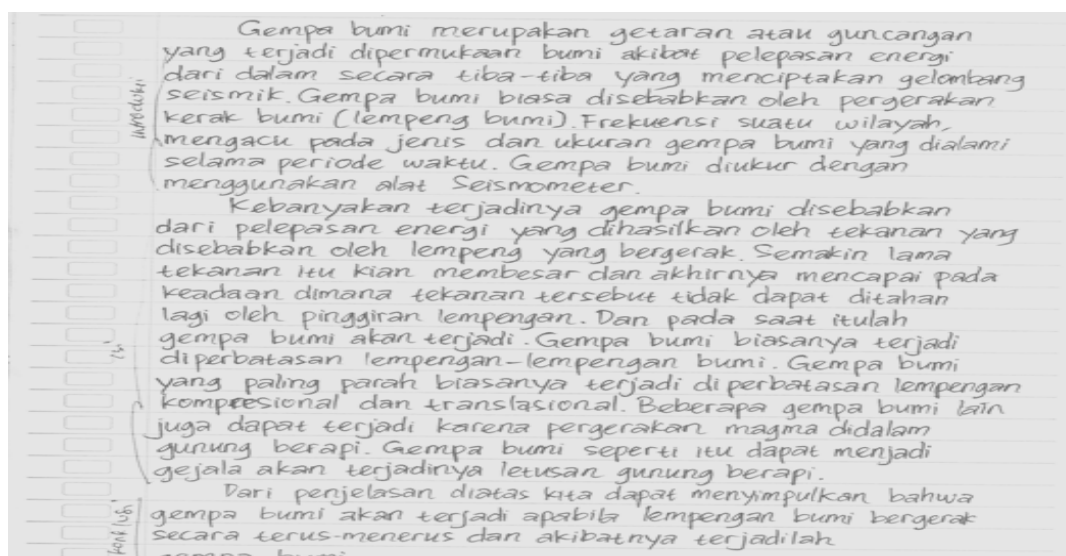 Gempa bumi merupakan getaran atau guncangan
yang terjadi dipermukaan bumi akibat pelepasan energi
dari dalam secara tiba-tiba yang menciptakan gelombang
seismik. Gempa bumi biasa disebabkan oleh pergerakan
kerak bumi (lempeng bumi). Frekuensi suatu wilayah,
mengacu pada jenis dan ukuran gempa bumi yang dialami
selama periode waktu. Gempa bumi diukur dengan
menggunakan alat Seismometer.
Kebanyakan terjadinya gempa bumi disebabkan
dari pelepasan energi yang dihasilkan oleh tekanan yang
disebabkan oleh lempeng yang bergerak. Semakin lama
tekanan itu kian membesar dan akhirnya mencapai pada
keadaan dimana tekanan tersebut tidak dapat ditahan
lagi oleh pinggiran lempengan. Dan pada saat itulah
gempa bumi akan terjadi. Gempa bumi biasanya terjadi
diperbatasan lempengan-lempengan bumi. Gempa bumi
yang paling parah biasanya terjadi di perbatasan lempengan
kompresional dan translasional. Beberapa gempa bumi lain
juga dapat terjadi karena pergerakan magma didalam
gunung berapi. Gempa bumi seperti itu dapat menjadi
gejala akan terjadinya letusan gunung berapi.
Dari penjelasan diatas kita dapat menyimpulkan bahwa
gempa bumi akan terjadi apabila lempengan bumi bergerak
secara terus-menerus dan akibatnya terjadilah
gempa bumi
isi